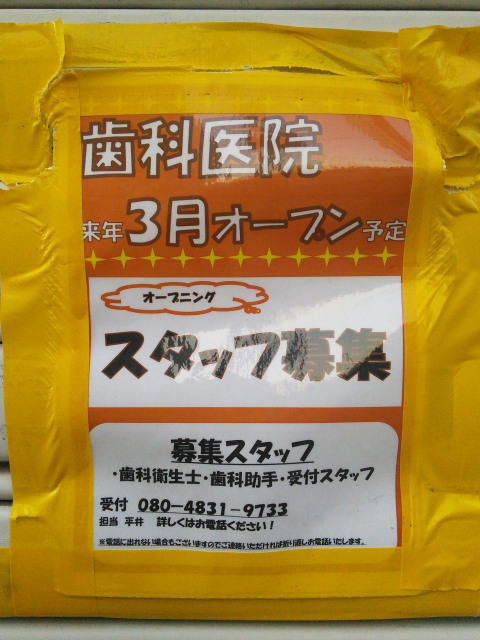 歯科医院
来年3月オープン予定
オープニング
スタッフ募集
募集スタッフ
・歯科衛生士・歯科助手・受付スタッフ
受付 080-4831-9733
担当 平井 詳しくはお電話ください！
※電話に出れない場合もございますのでご連絡いただければ折り返しお電話いたします。